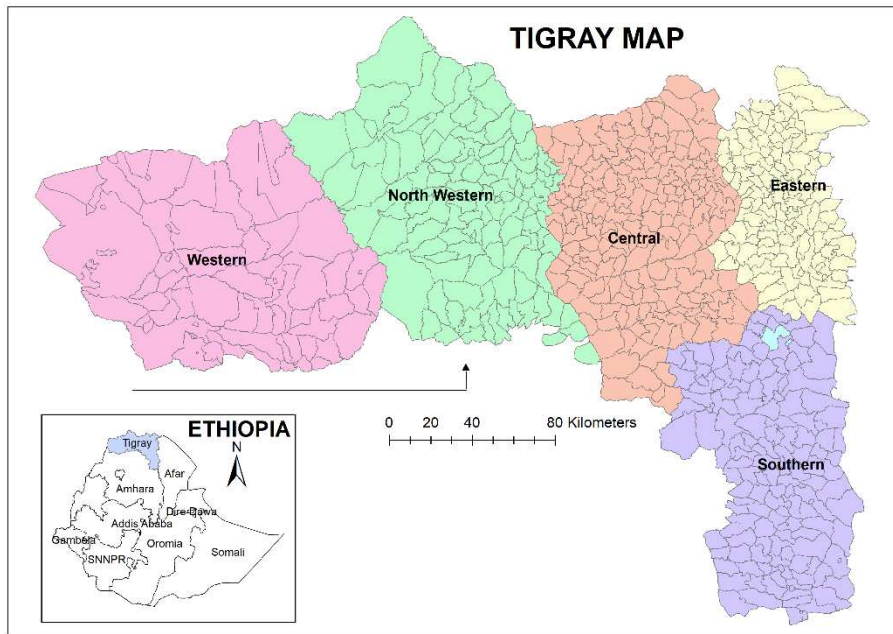 TIGRAY MAP
Eastern
North Western
Central
Western
Southern
0 20 40 80 Kilometers
ETHIOPIA
N
Tigray
Afar
Amhara
Dire-Dawa
Addis Ababa
Gambela
Oromia
Somali
SNNPR